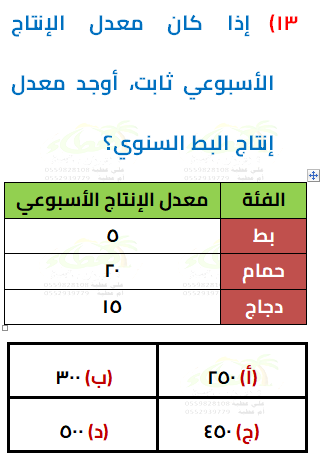 ١٣) إذا كان معدل الإنتاج
الأسبوعي ثابت، أوجد معدل
إنتاج البط السنوي؟
الفئة معدل الإنتاج الأسبوعي
بط ٥
حمام ٢٠
دجاج ١٥
(أ) ٢٥٠ (ب) ٣٠٠
(ج) ٤٥٠ (د) ٥٠٠